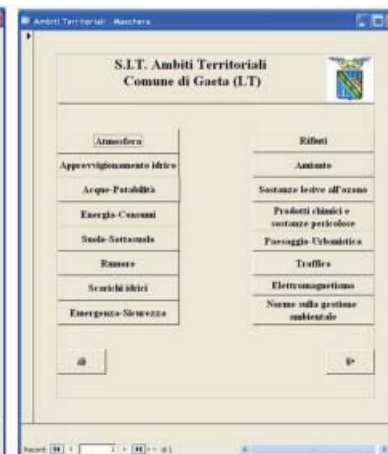 Ambiti Territoriali : Maschera
S.I.T. Ambiti Territoriali
Comune di Gaeta (LT)
Atmosfera
Approvvigionamento idrico
Acque-Potabilità
Energia-Consumi
Suolo-Sottosuolo
Rumore
Scarichi idrici
Emergenza-Sicurezza
Rifiuti
Amianto
Sostanze lesive all'ozono
Prodotti chimici e
sostanze pericolose
Paesaggio-Urbanistica
Traffico
Elettromagnetismo
Norme sulla gestione
ambientale
Record: 1